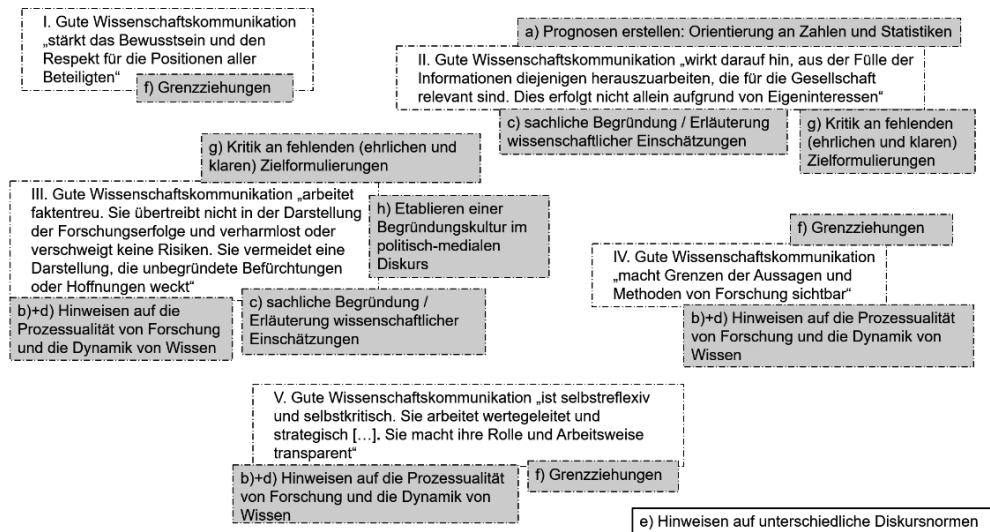 I. Gute Wissenschaftskommunikation
„stärkt das Bewusstsein und den
Respekt für die Positionen aller
Beteiligten“
f) Grenzziehungen
a) Prognosen erstellen: Orientierung an Zahlen und Statistiken
II. Gute Wissenschaftskommunikation „wirkt darauf hin, aus der Fülle der
Informationen diejenigen herauszuarbeiten, die für die Gesellschaft
relevant sind. Dies erfolgt nicht allein aufgrund von Eigeninteressen“
c) sachliche Begründung / Erläuterung
wissenschaftlicher Einschätzungen
g) Kritik an fehlenden
(ehrlichen und klaren)
Zielformulierungen
g) Kritik an fehlenden (ehrlichen und
klaren) Zielformulierungen
III. Gute Wissenschaftskommunikation „arbeitet
faktentreu. Sie übertreibt nicht in der Darstellung
der Forschungserfolge und verharmlost oder
verschweigt keine Risiken. Sie vermeidet eine
Darstellung, die unbegründete Befürchtungen
oder Hoffnungen weckt“
h) Etablieren einer
Begründungskultur im
politisch-medialen
Diskurs
b)+d) Hinweisen auf die
Prozessualität von Forschung
und die Dynamik von Wissen
c) sachliche Begründung /
Erläuterung wissenschaftlicher
Einschätzungen
f) Grenzziehungen
IV. Gute Wissenschaftskommunikation
„macht Grenzen der Aussagen und
Methoden von Forschung sichtbar“
b)+d) Hinweisen auf die Prozessualität
von Forschung und die Dynamik von
Wissen
V. Gute Wissenschaftskommunikation „ist selbstreflexiv
und selbstkritisch. Sie arbeitet wertegeleitet und
strategisch [...]. Sie macht ihre Rolle und Arbeitsweise
transparent“
b)+d) Hinweisen auf die Prozessualität
von Forschung und die Dynamik von
Wissen
f) Grenzziehungen
e) Hinweisen auf unterschiedliche Diskursnormen